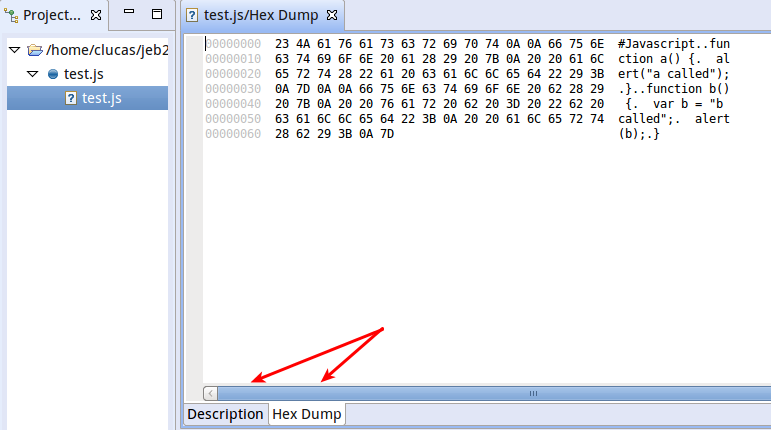 Project...
test.js/Hex Dump
/home/clucas/jeb2
test.js
test.js
00000000 23 4A 61 76 61 73 63 72 69 70 74 0A 0A 66 75 6E #Javascript..fun
00000010 63 74 69 6F 6E 20 61 28 29 20 7B 0A 20 20 61 6C ction a() {. al
00000020 65 72 74 28 22 61 20 63 61 6C 6C 65 64 22 29 3B ert("a called");
00000030 0A 7D 0A 0A 66 75 6E 63 74 69 6F 6E 20 62 28 29 .}..function b()
00000040 20 7B 0A 20 20 76 61 72 20 62 20 3D 20 22 62 20 {. var b = "b
00000050 63 61 6C 6C 65 64 22 3B 0A 20 20 61 6C 65 72 74 called";. alert
00000060 28 62 29 3B 0A 7D (b);.}
Description
Hex Dump